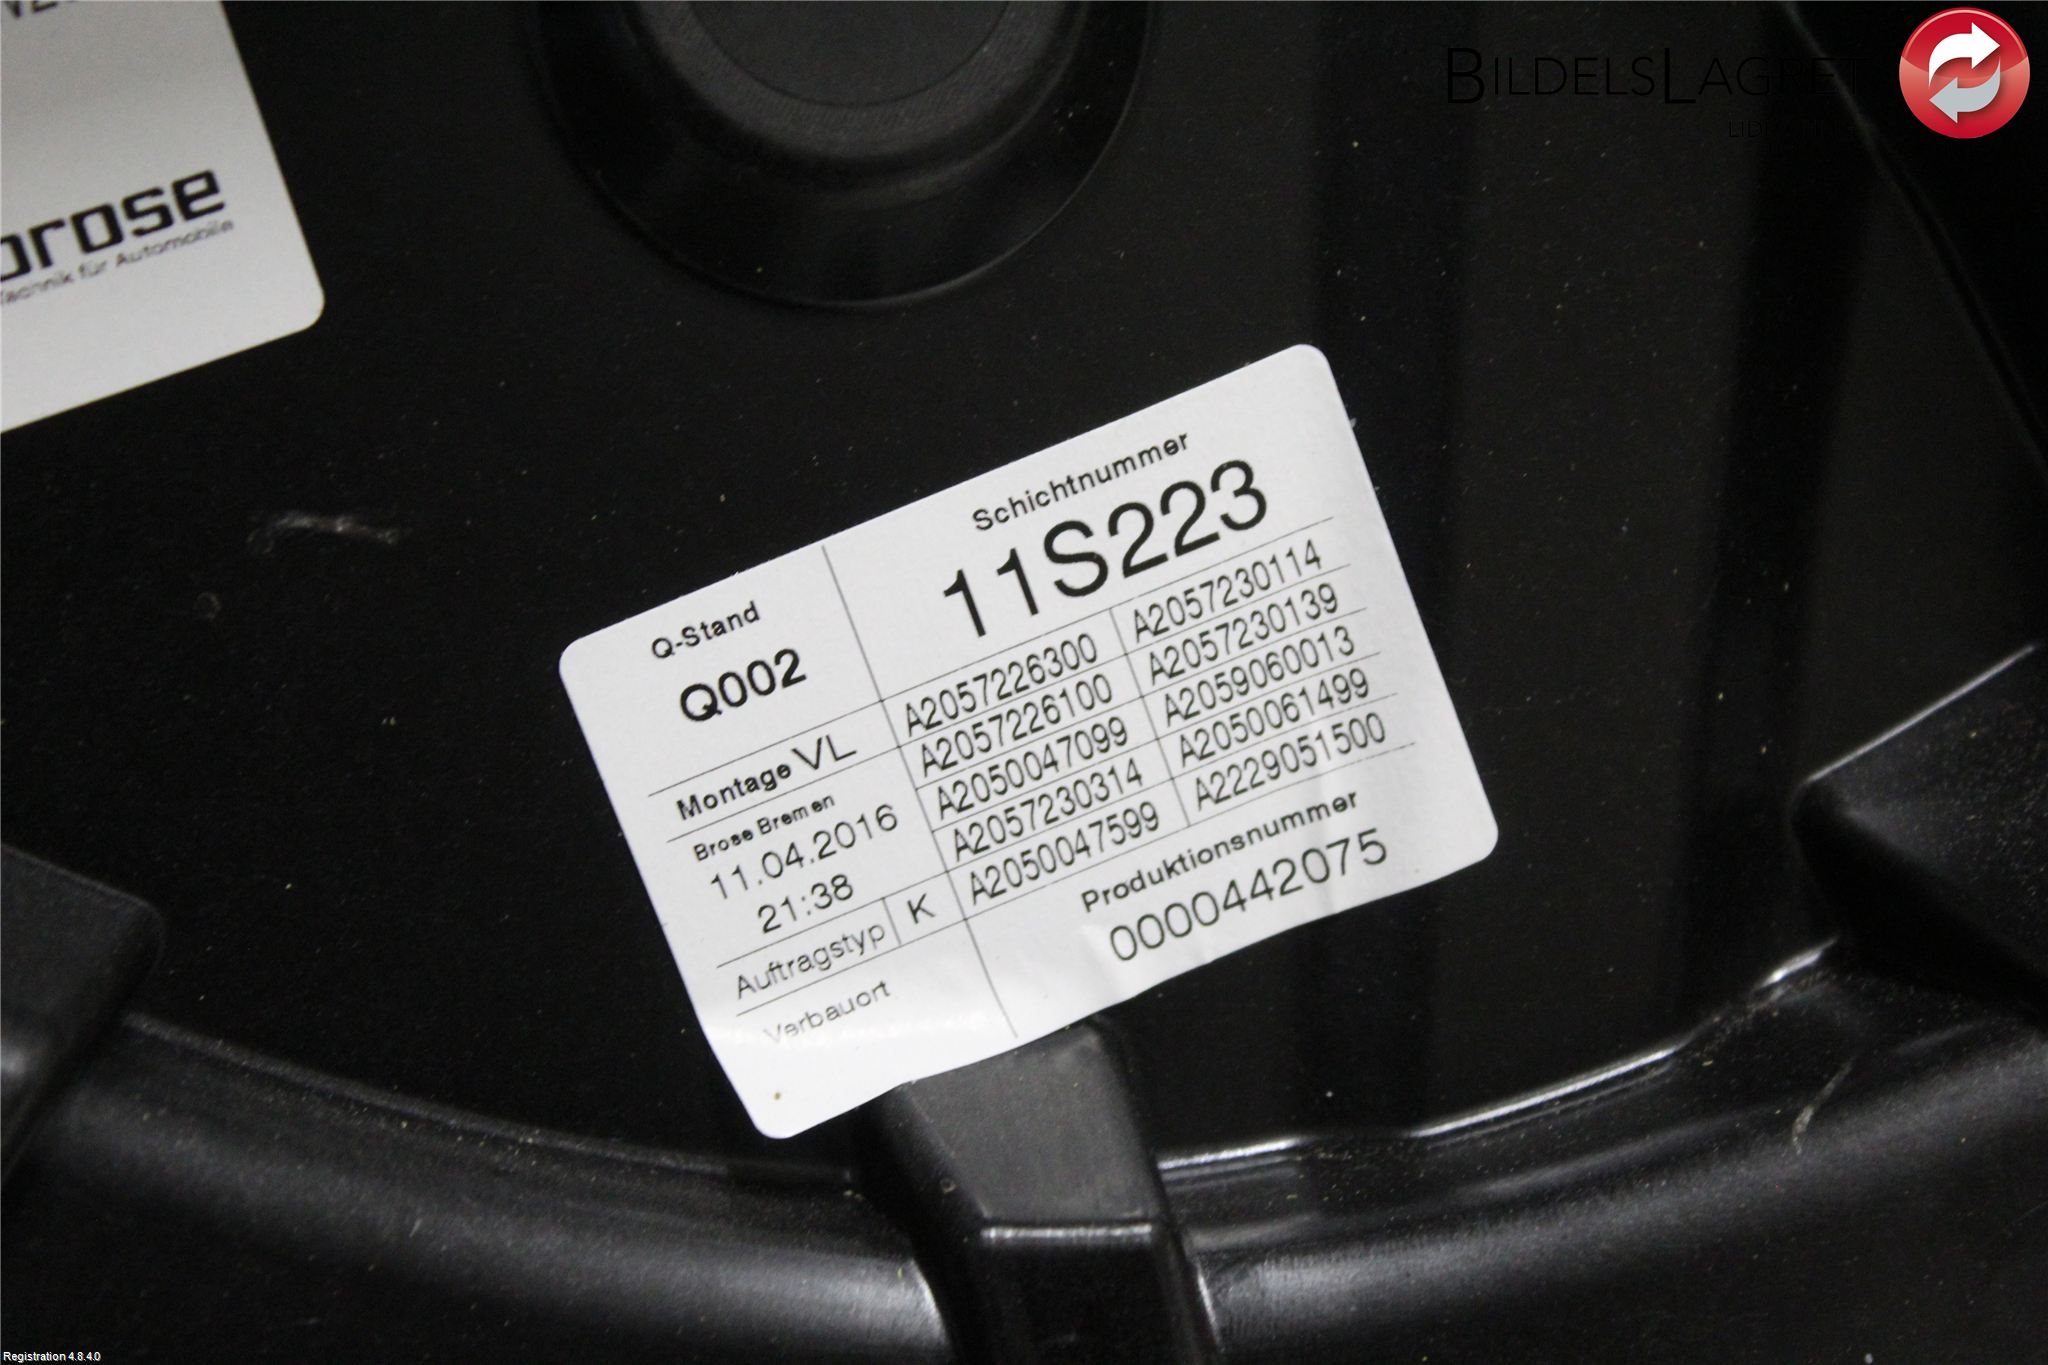 BILDELSLAGRET
brose
Technik für Automobile
Schichtnummer
11S223
Q-Stand
Q002
Montage VL
Brose Bremen
11.04.2016
21:38
Auftragstyp K
Verbauort
A2057226300 A2057230114
A2057226100 A2057230139
A2050047099 A2059060013
A2057230314 A2050061499
A2050047599 A2229051500
Produktionsnummer
0000442075
Registration 4.8.4.0